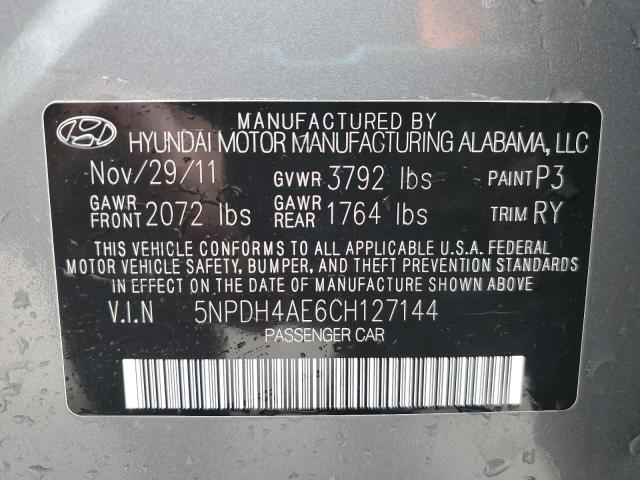 MANUFACTURED BY
HYUNDAI MOTOR MANUFACTURING ALABAMA, LLC
Nov/29/11 GVWR 3792 lbs PAINT P3
GAWR FRONT 2072 lbs GAWR REAR 1764 lbs TRIM RY
THIS VEHICLE CONFORMS TO ALL APPLICABLE U.S.A. FEDERAL
MOTOR VEHICLE SAFETY, BUMPER, AND THEFT PREVENTION STANDARDS
IN EFFECT ON THE DATE OF MANUFACTURE SHOWN ABOVE
V.I.N 5NPDH4AE6CH127144
PASSENGER CAR